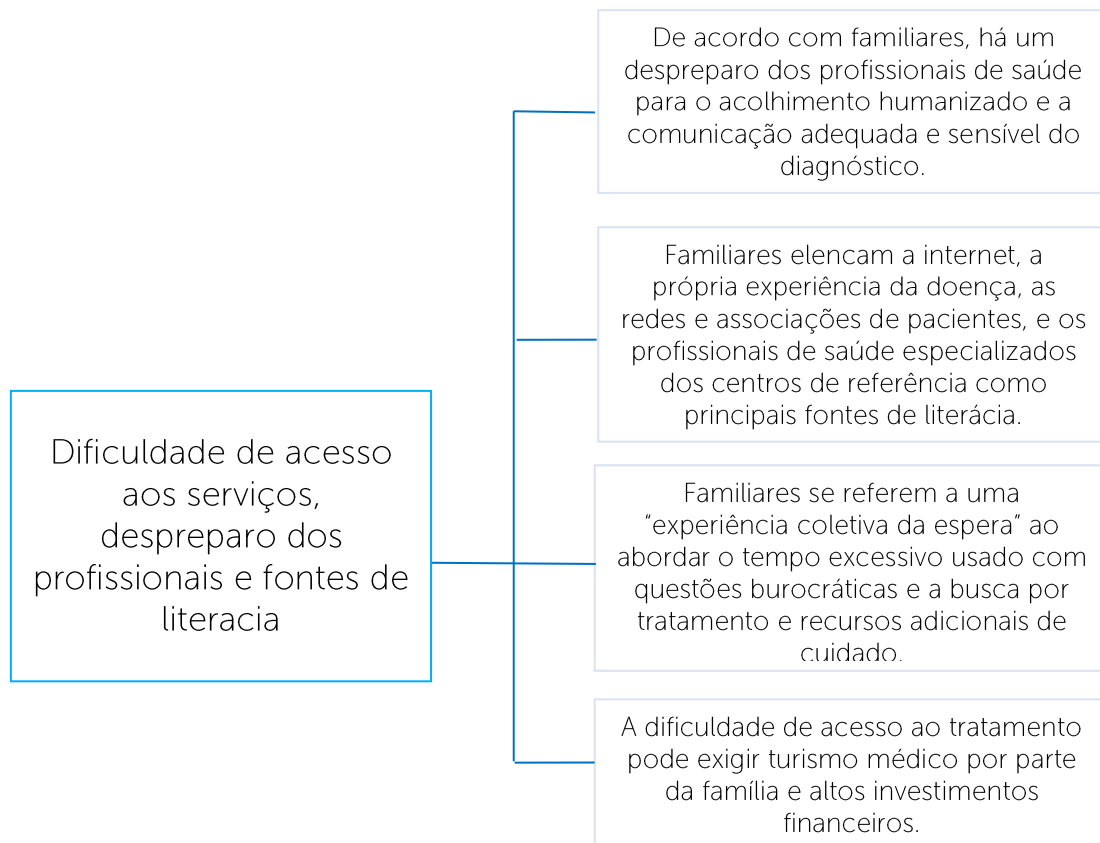 Dificuldade de acesso
aos serviços,
despreparo dos
profissionais e fontes de
literacia
De acordo com familiares, há um
despreparo dos profissionais de saúde
para o acolhimento humanizado e a
comunicação adequada e sensível do
diagnóstico.
Familiares elencam a internet, a
própria experiência da doença, as
redes e associações de pacientes, e os
profissionais de saúde especializados
dos centros de referência como
principais fontes de literácia.
Familiares se referem a uma
“experiência coletiva da espera” ao
abordar o tempo excessivo usado com
questões burocráticas e a busca por
tratamento e recursos adicionais de
cuidado.
A dificuldade de acesso ao tratamento
pode exigir turismo médico por parte
da família e altos investimentos
financeiros.